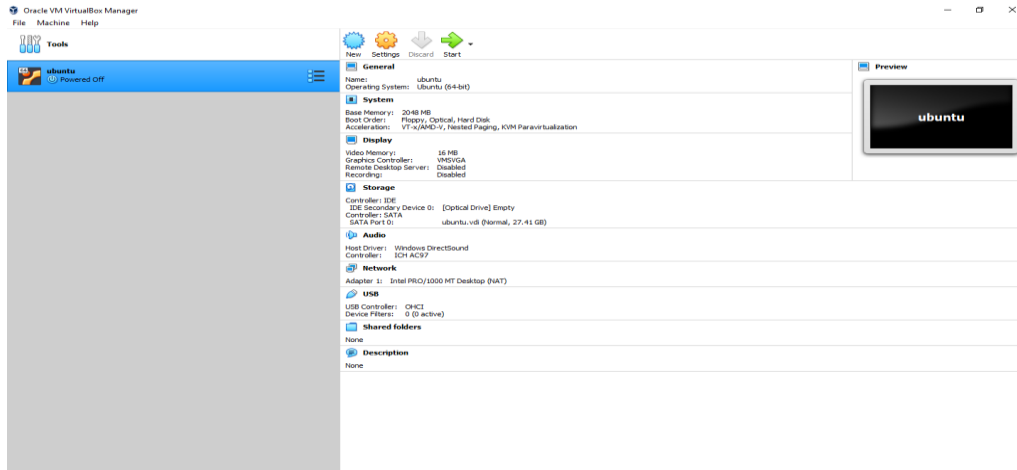 Oracle VM VirtualBox Manager
File Machine Help
Tools
New Settings Discard Start
ubuntu
Powered Off
General
Name: ubuntu
Operating System: Ubuntu (64-bit)
System
Base Memory: 2048 MB
Boot Order: Floppy, Optical, Hard Disk
Acceleration: VT-x/AMD-V, Nested Paging, KVM Paravirtualization
Display
Video Memory: 16 MB
Graphics Controller: VMSVGA
Remote Desktop Server: Disabled
Recording: Disabled
Storage
Controller: IDE
IDE Secondary Device 0: [Optical Drive] Empty
Controller: SATA
SATA Port 0: ubuntu.vdi (Normal, 27.41 GB)
Audio
Host Driver: Windows DirectSound
Controller: ICH AC97
Network
Adapter 1: Intel PRO/1000 MT Desktop (NAT)
USB
USB Controller: OHCI
Device Filters: 0 (0 active)
Shared folders
None
Description
None
Preview
ubuntu